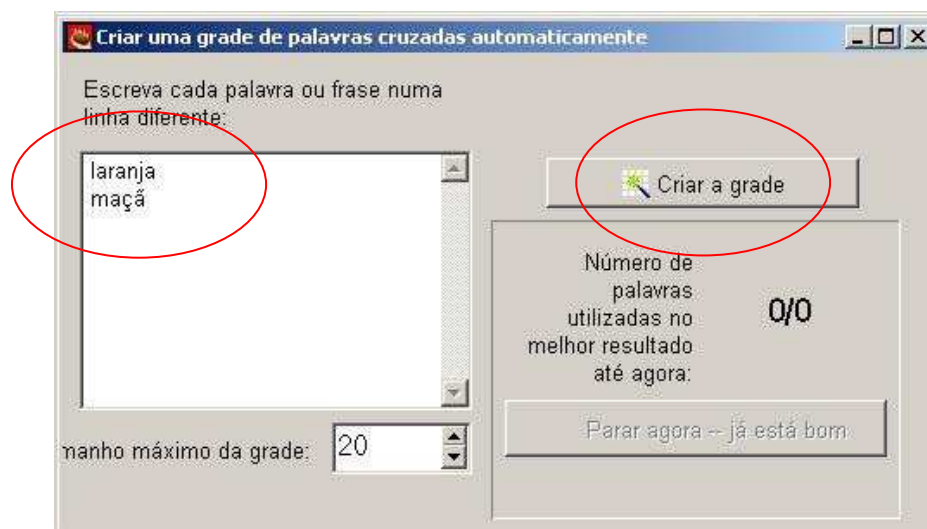 Criar uma grade de palavras cruzadas automaticamente
Escreva cada palavra ou frase numa
linha diferente:
laranja
maçã
Criar a grade
Número de
palavras
utilizadas no
melhor resultado
até agora:
0/0
Parar agora -- já está bom
manho máximo da grade:
20